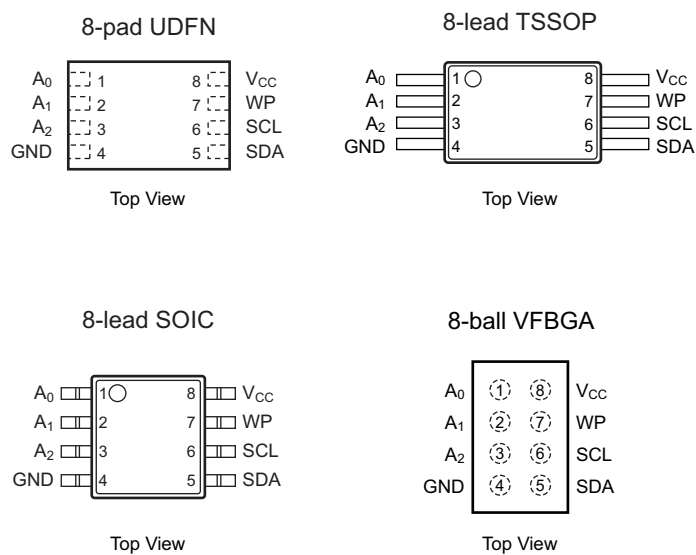 8-pad UDFN
A0 1 8 VCC
A1 2 7 WP
A2 3 6 SCL
GND 4 5 SDA
Top View
8-lead TSSOP
A0 1 8 VCC
A1 2 7 WP
A2 3 6 SCL
GND 4 5 SDA
Top View
8-lead SOIC
A0 1 8 VCC
A1 2 7 WP
A2 3 6 SCL
GND 4 5 SDA
Top View
8-ball VFBGA
A0 1 8 VCC
A1 2 7 WP
A2 3 6 SCL
GND 4 5 SDA
Top View